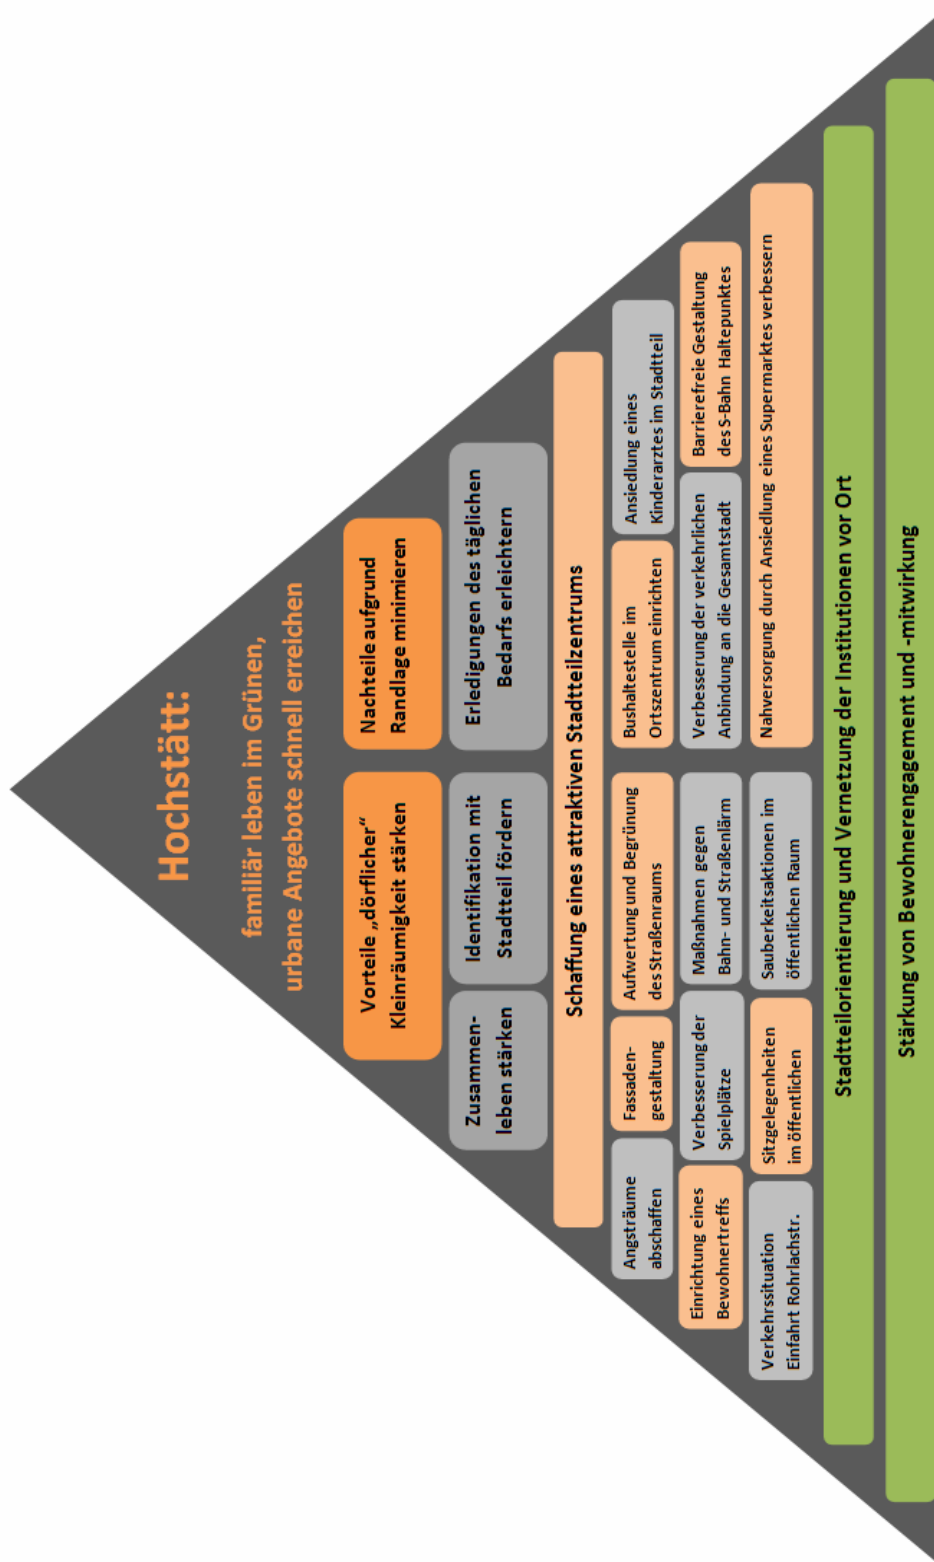 Hochstätt:
familiär leben im Grünen,
urbane Angebote schnell erreichen
Vorteile „dörflicher“
Kleinräumigkeit stärken
Nachteile aufgrund
Randlage minimieren
Zusammen-
leben stärken
Identifikation mit
Stadtteil fördern
Erledigungen des täglichen
Bedarfs erleichtern
Schaffung eines attraktiven Stadtteilzentrums
Angsträume
abschaffen
Fassaden-
gestaltung
Aufwertung und Begrünung
des Straßenraums
Bushaltestelle im
Ortszentrum einrichten
Ansiedlung eines
Kinderarztes im Stadtteil
Einrichtung eines
Bewohnertreffs
Verbesserung der
Spielplätze
Maßnahmen gegen
Bahn- und Straßenlärm
Verbesserung der verkehrlichen
Anbindung an die Gesamtstadt
Barrierefreie Gestaltung
des S-Bahn Haltepunktes
Verkehrssituation
Einfahrt Rohrlachstr.
Sitzgelegenheiten
im öffentlichen
Sauberkeitsaktionen im
öffentlichen Raum
Nahversorgung durch Ansiedlung eines Supermarktes verbessern
Stadtteilorientierung und Vernetzung der Institutionen vor Ort
Stärkung von Bewohnerengagement und -mitwirkung